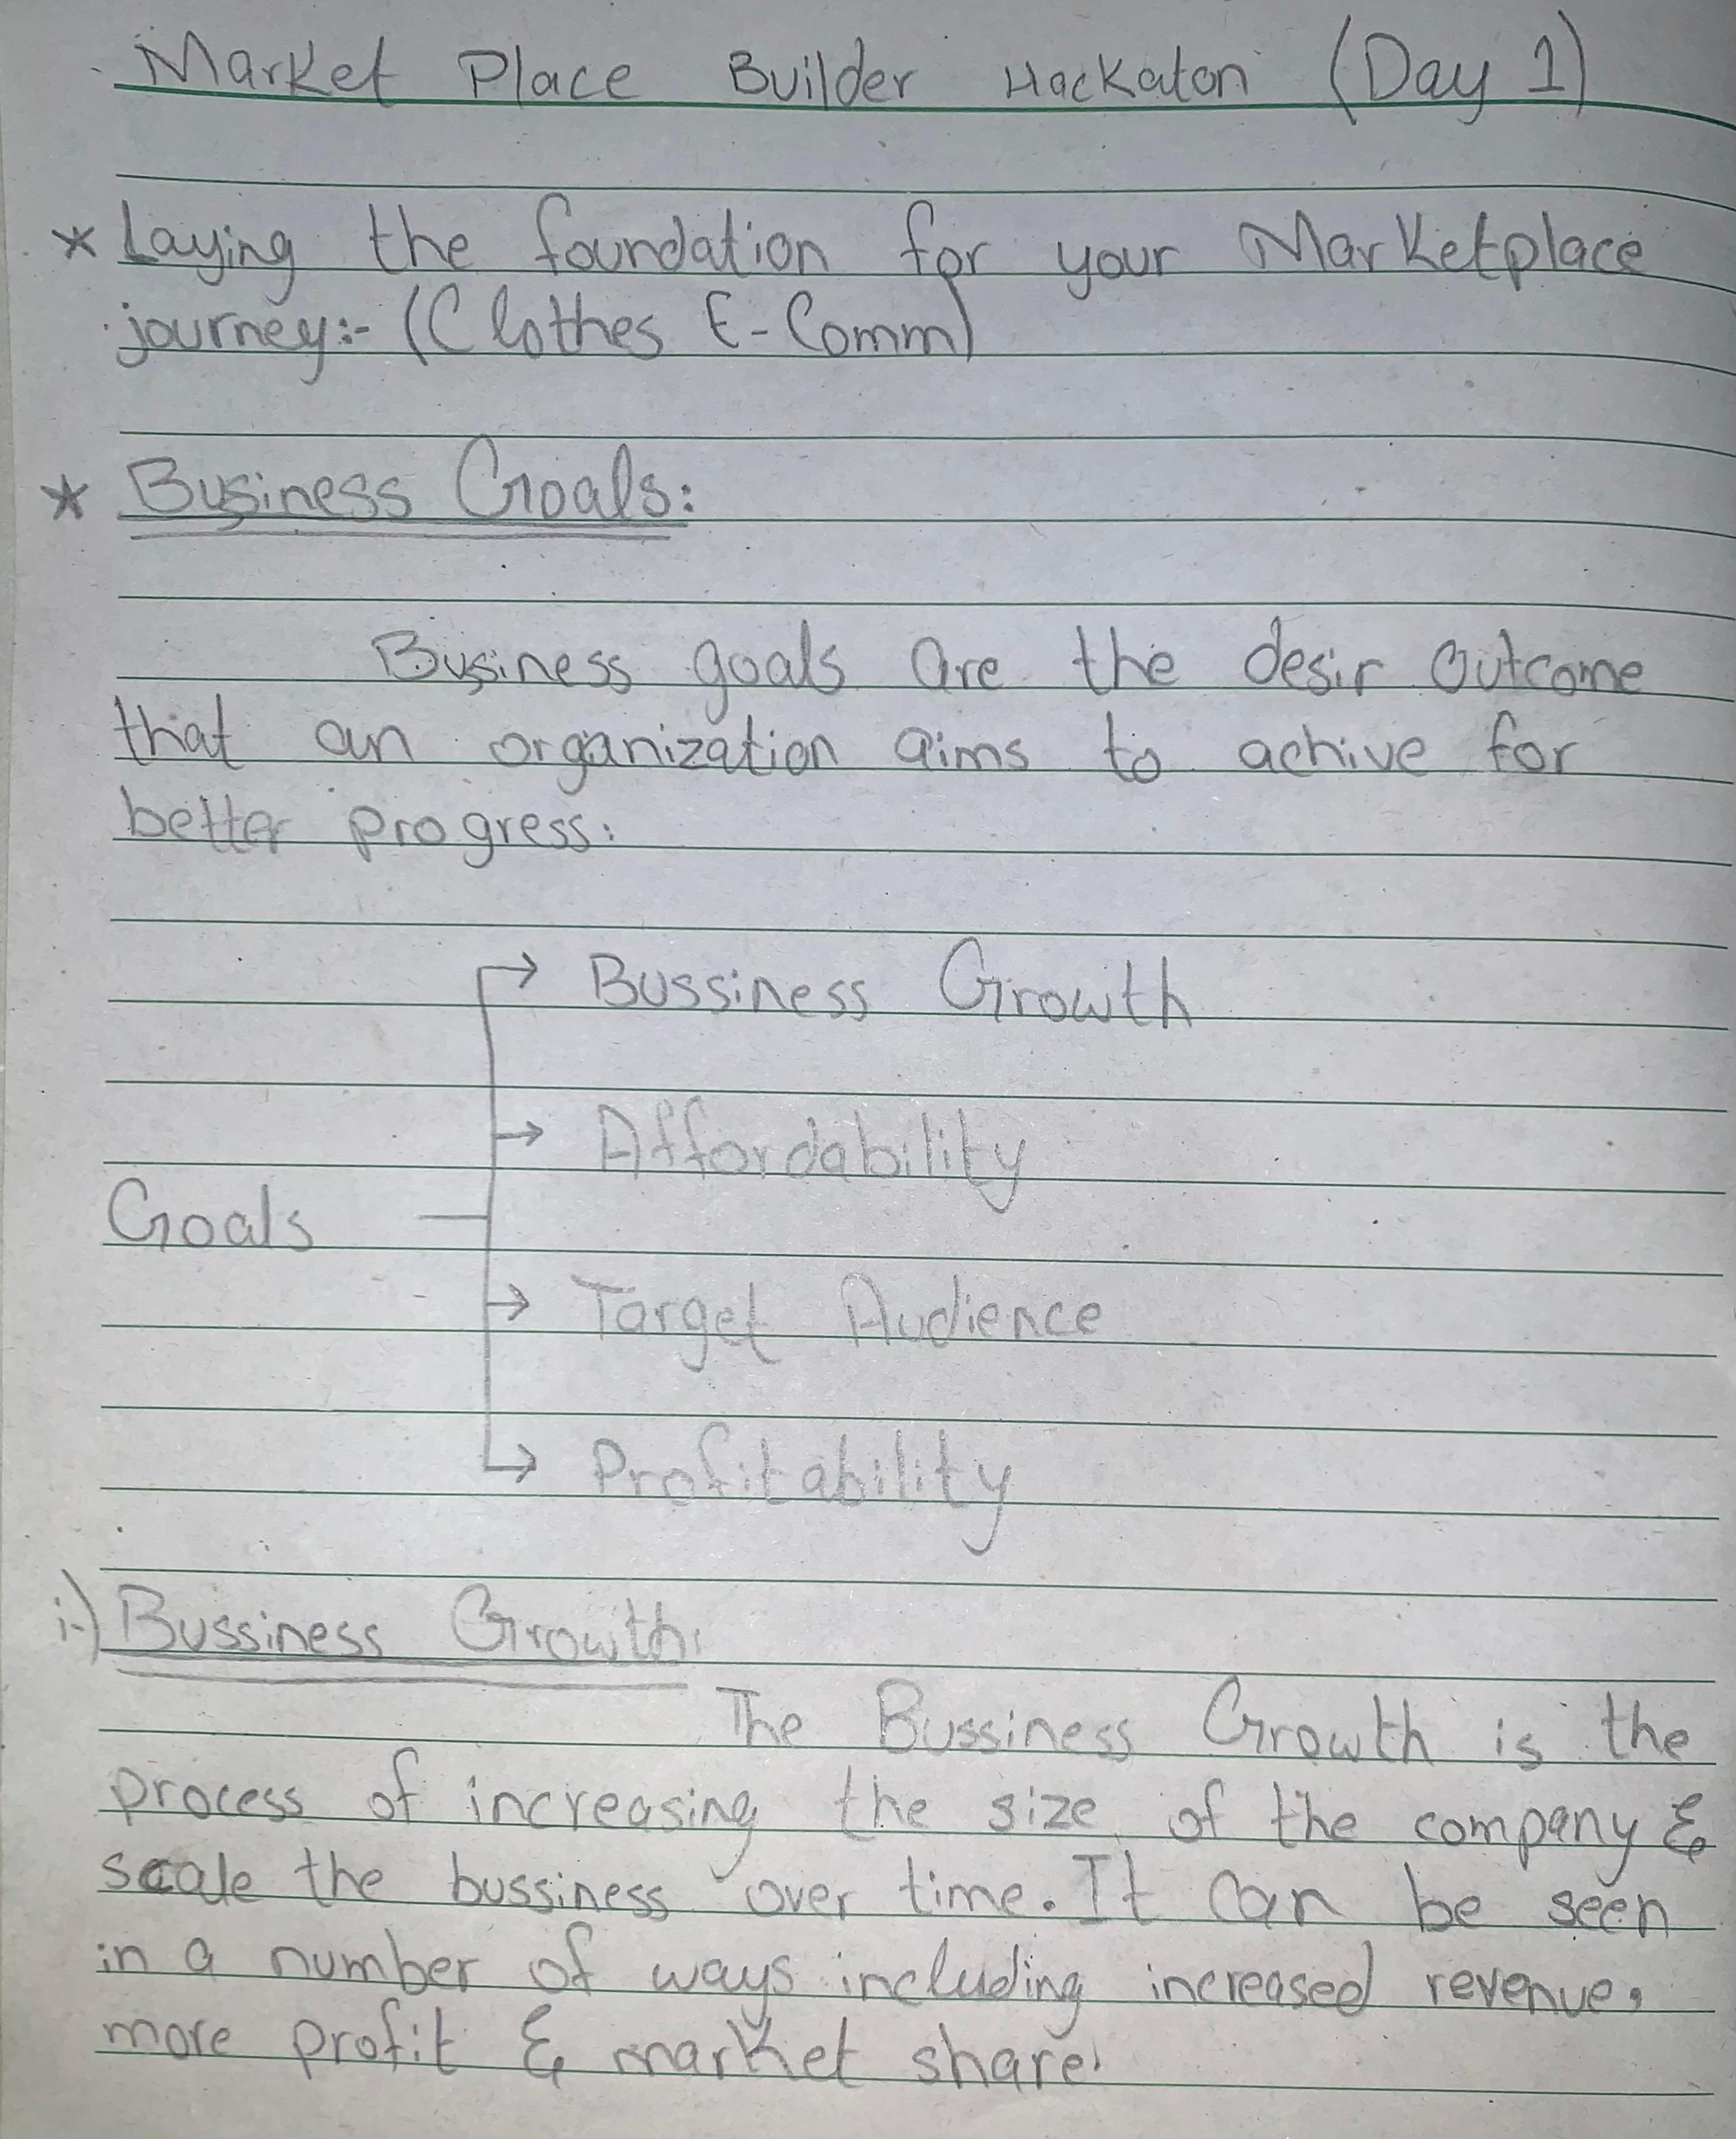 Market Place Builder Hackaton (Day 1)
* Laying the foundation for your Marketplace
journey:- (Clothes E-Comm)
* Business Goals:
Business goals are the desir outcome
that an organization aims to achive for
better progress.
→ Bussiness Growth
→ Affordability
Goals
→ Target Audience
→ Profitability
i-) Bussiness Growth:
The Bussiness Growth is the
process of increasing the size of the company &
scale the bussiness over time. It can be seen
in a number of ways including increased revenue,
more profit & market share.